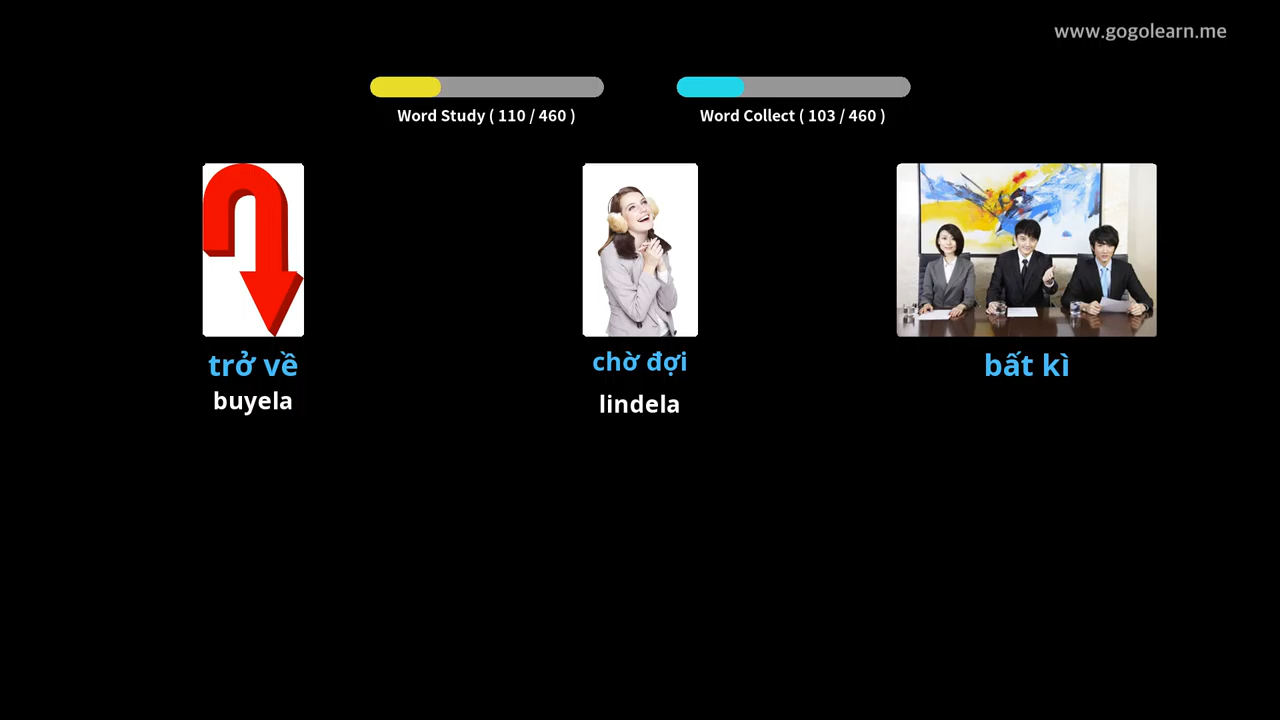 www.gogolearn.me
Word Study ( 110 / 460 )
Word Collect ( 103 / 460 )
trở về
buyela
chờ đợi
lindela
bất kì